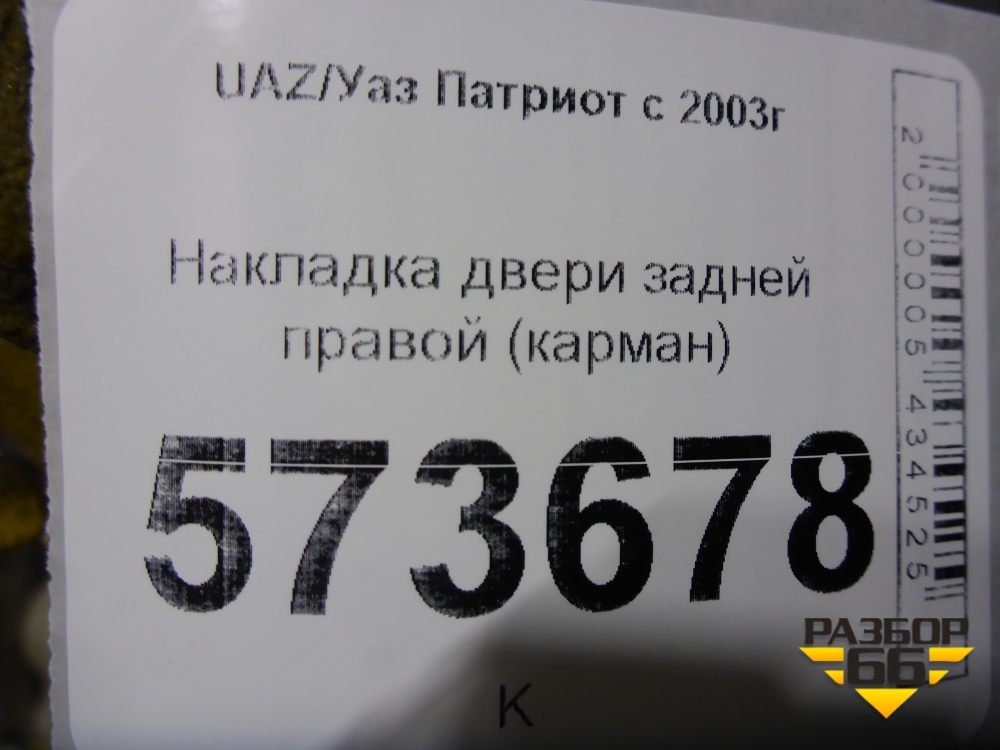 UAZ/Уаз Патриот с 2003г
Накладка двери задней
правой (карман)
573678
К
2000005434525
РАЗБОР
66